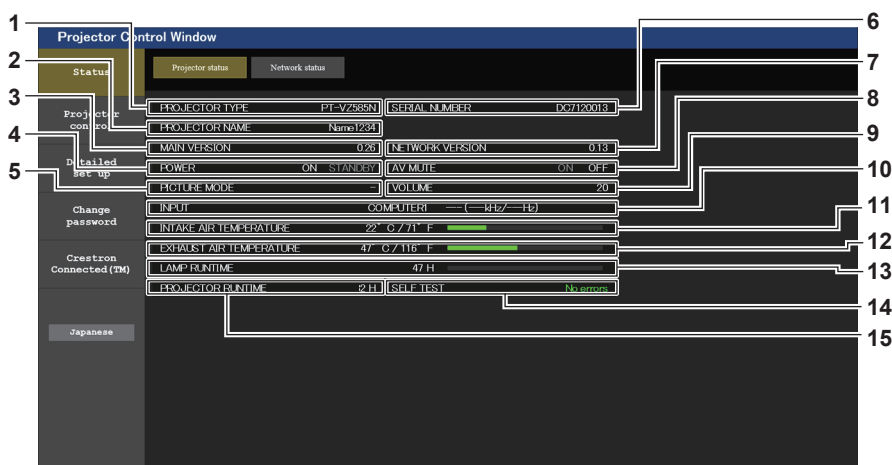 1
2
3
4
5
6
7
8
9
10
11
12
13
14
15
Projector Control Window
Status
Projector control
Detailed set up
Change password
Crestron Connected(TM)
Japanese
Projector status Network status
PROJECTOR TYPE PT-VZ585N SERIAL NUMBER DC7120013
PROJECTOR NAME Name1234
MAIN VERSION 0.26 NETWORK VERSION 0.13
POWER ON STANDBY AV MUTE ON OFF
PICTURE MODE - VOLUME 20
INPUT COMPUTER1 ---(---kHz/---Hz)
INTAKE AIR TEMPERATURE 22° C / 71° F
EXHAUST AIR TEMPERATURE 47° C / 116° F
LAMP RUNTIME 47 H
PROJECTOR RUNTIME H SELF TEST No errors